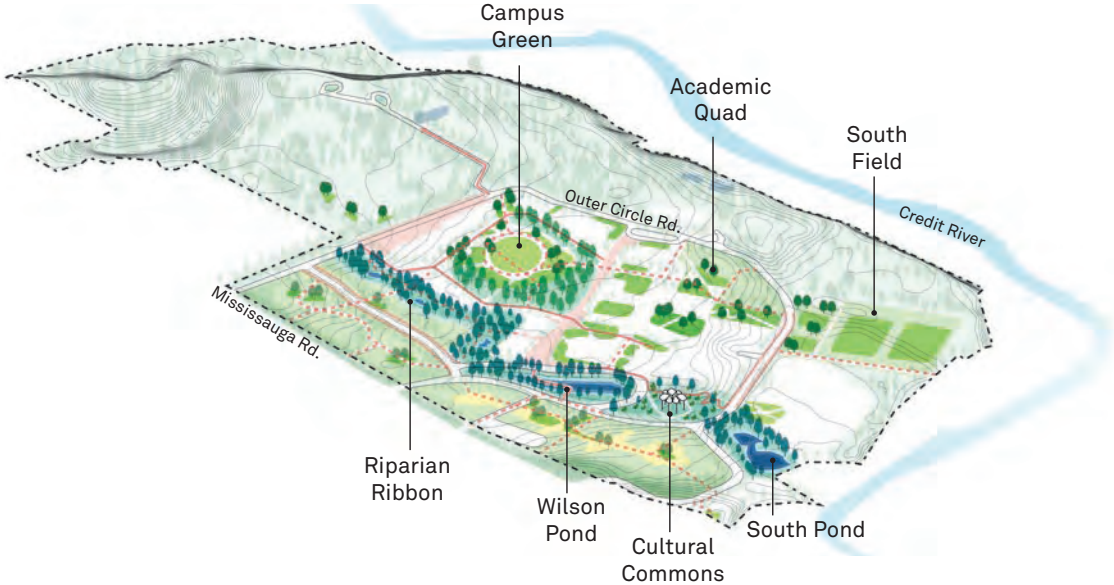 Campus
Green
Academic
Quad
South
Field
Outer Circle Rd.
Credit River
Mississauga Rd.
Riparian
Ribbon
Wilson
Pond
South Pond
Cultural
Commons